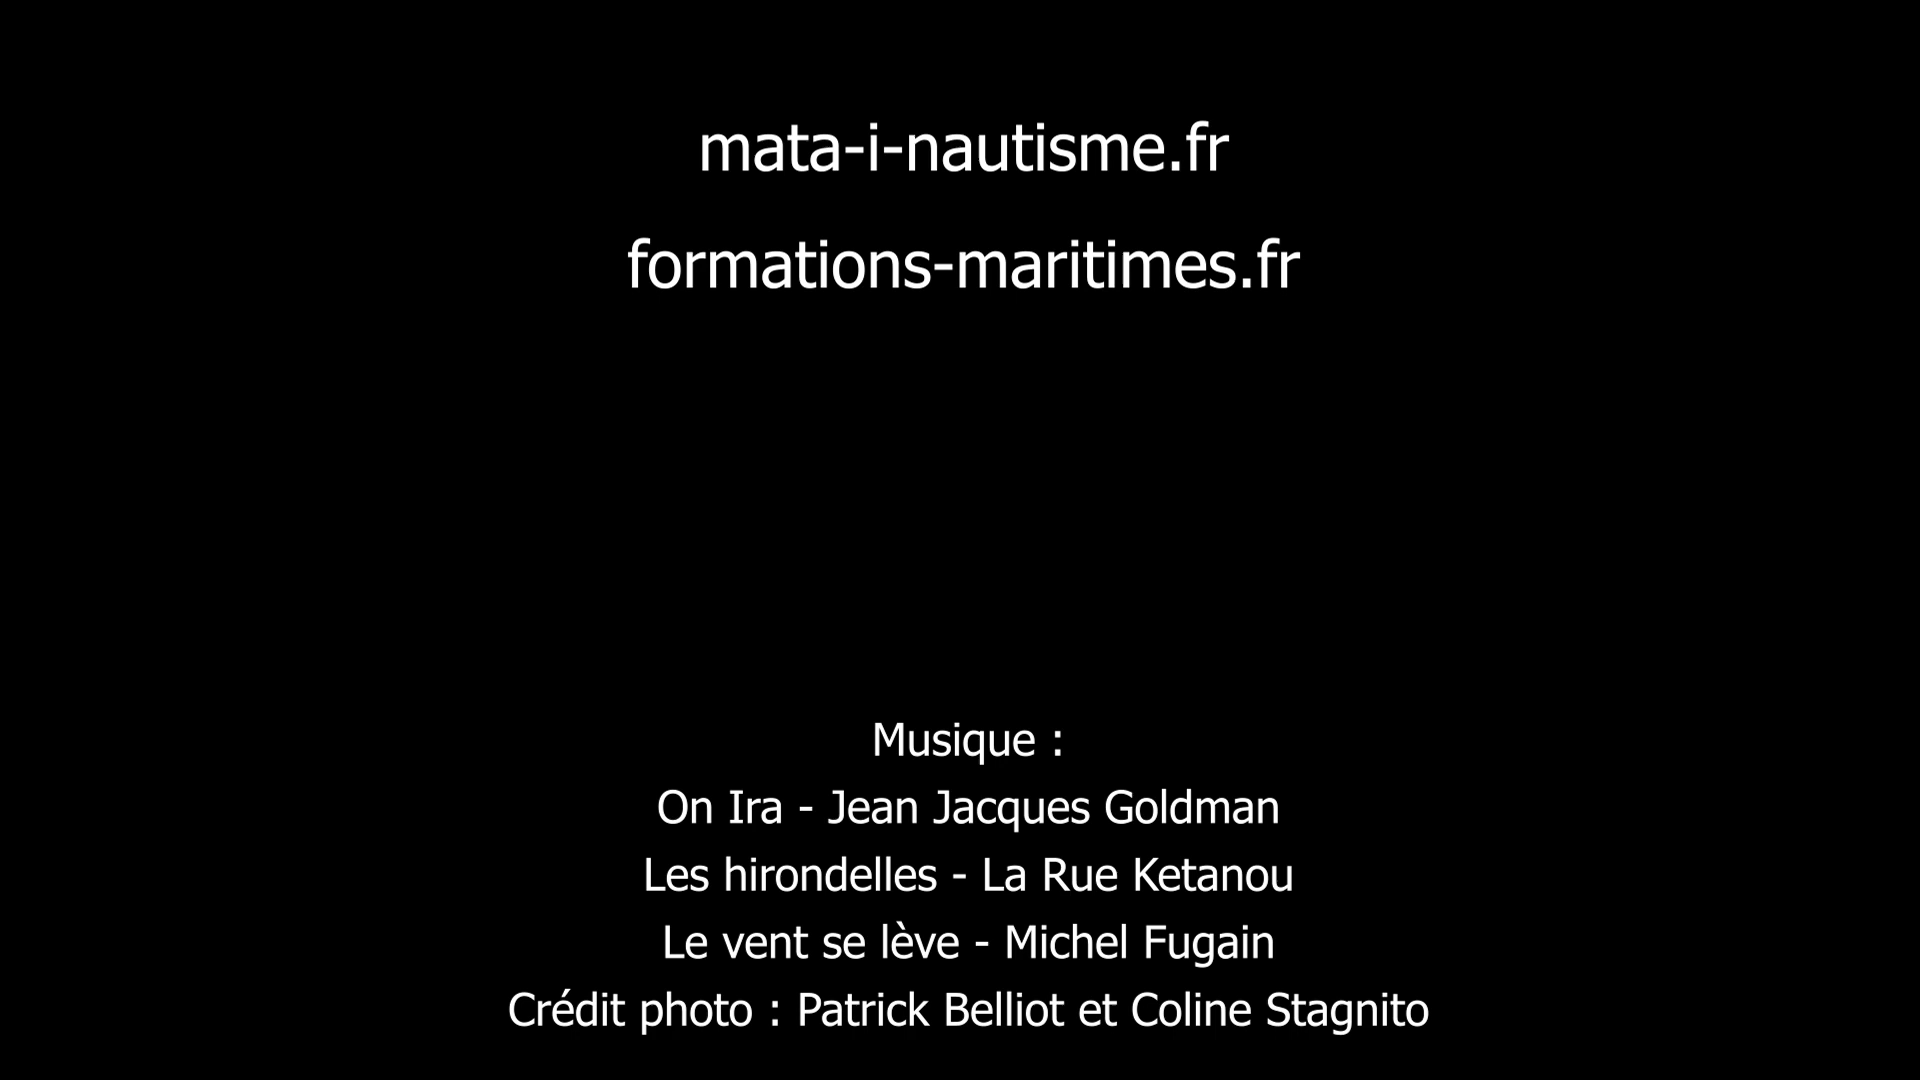 mata-i-nautisme.fr
formations-maritimes.fr
Musique :
On Ira - Jean Jacques Goldman
Les hirondelles - La Rue Ketanou
Le vent se lève - Michel Fugain
Crédit photo : Patrick Belliot et Coline Stagnito